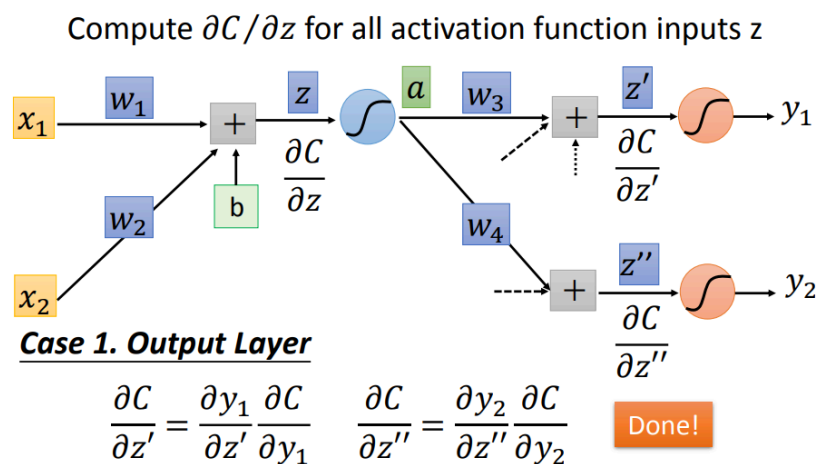 Compute ∂C/∂z for all activation function inputs z
x₁ w₁ + z a w₃ + z′ y₁
∂C/∂z ∂C/∂z′
w₂ b w₄
x₂ + z′′ y₂
∂C/∂z′′
Case 1. Output Layer
∂C/∂z′ = ∂y₁/∂z′ ∂C/∂y₁ ∂C/∂z′′ = ∂y₂/∂z′′ ∂C/∂y₂ Done!